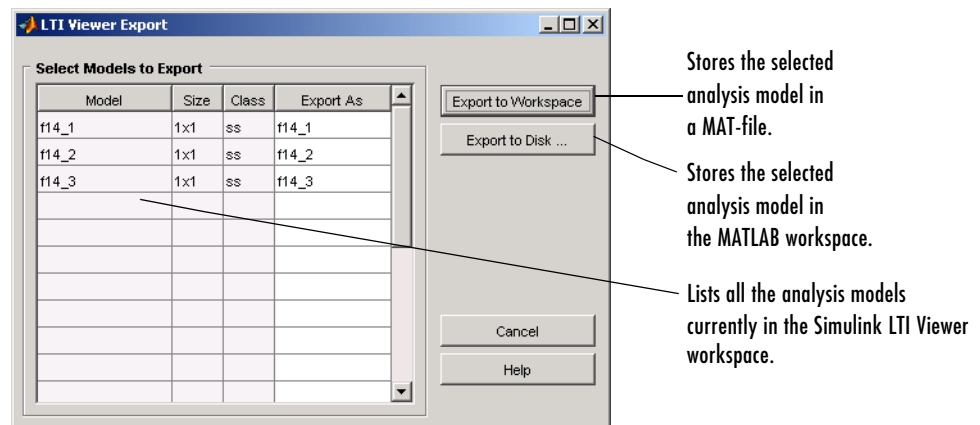 LTI Viewer Export
Select Models to Export
Model Size Class Export As
f14_1 1x1 ss f14_1
f14_2 1x1 ss f14_2
f14_3 1x1 ss f14_3
Export to Workspace
Export to Disk ...
Cancel
Help
Stores the selected
analysis model in
a MAT-file.
Stores the selected
analysis model in
the MATLAB workspace.
Lists all the analysis models
currently in the Simulink LTI Viewer
workspace.